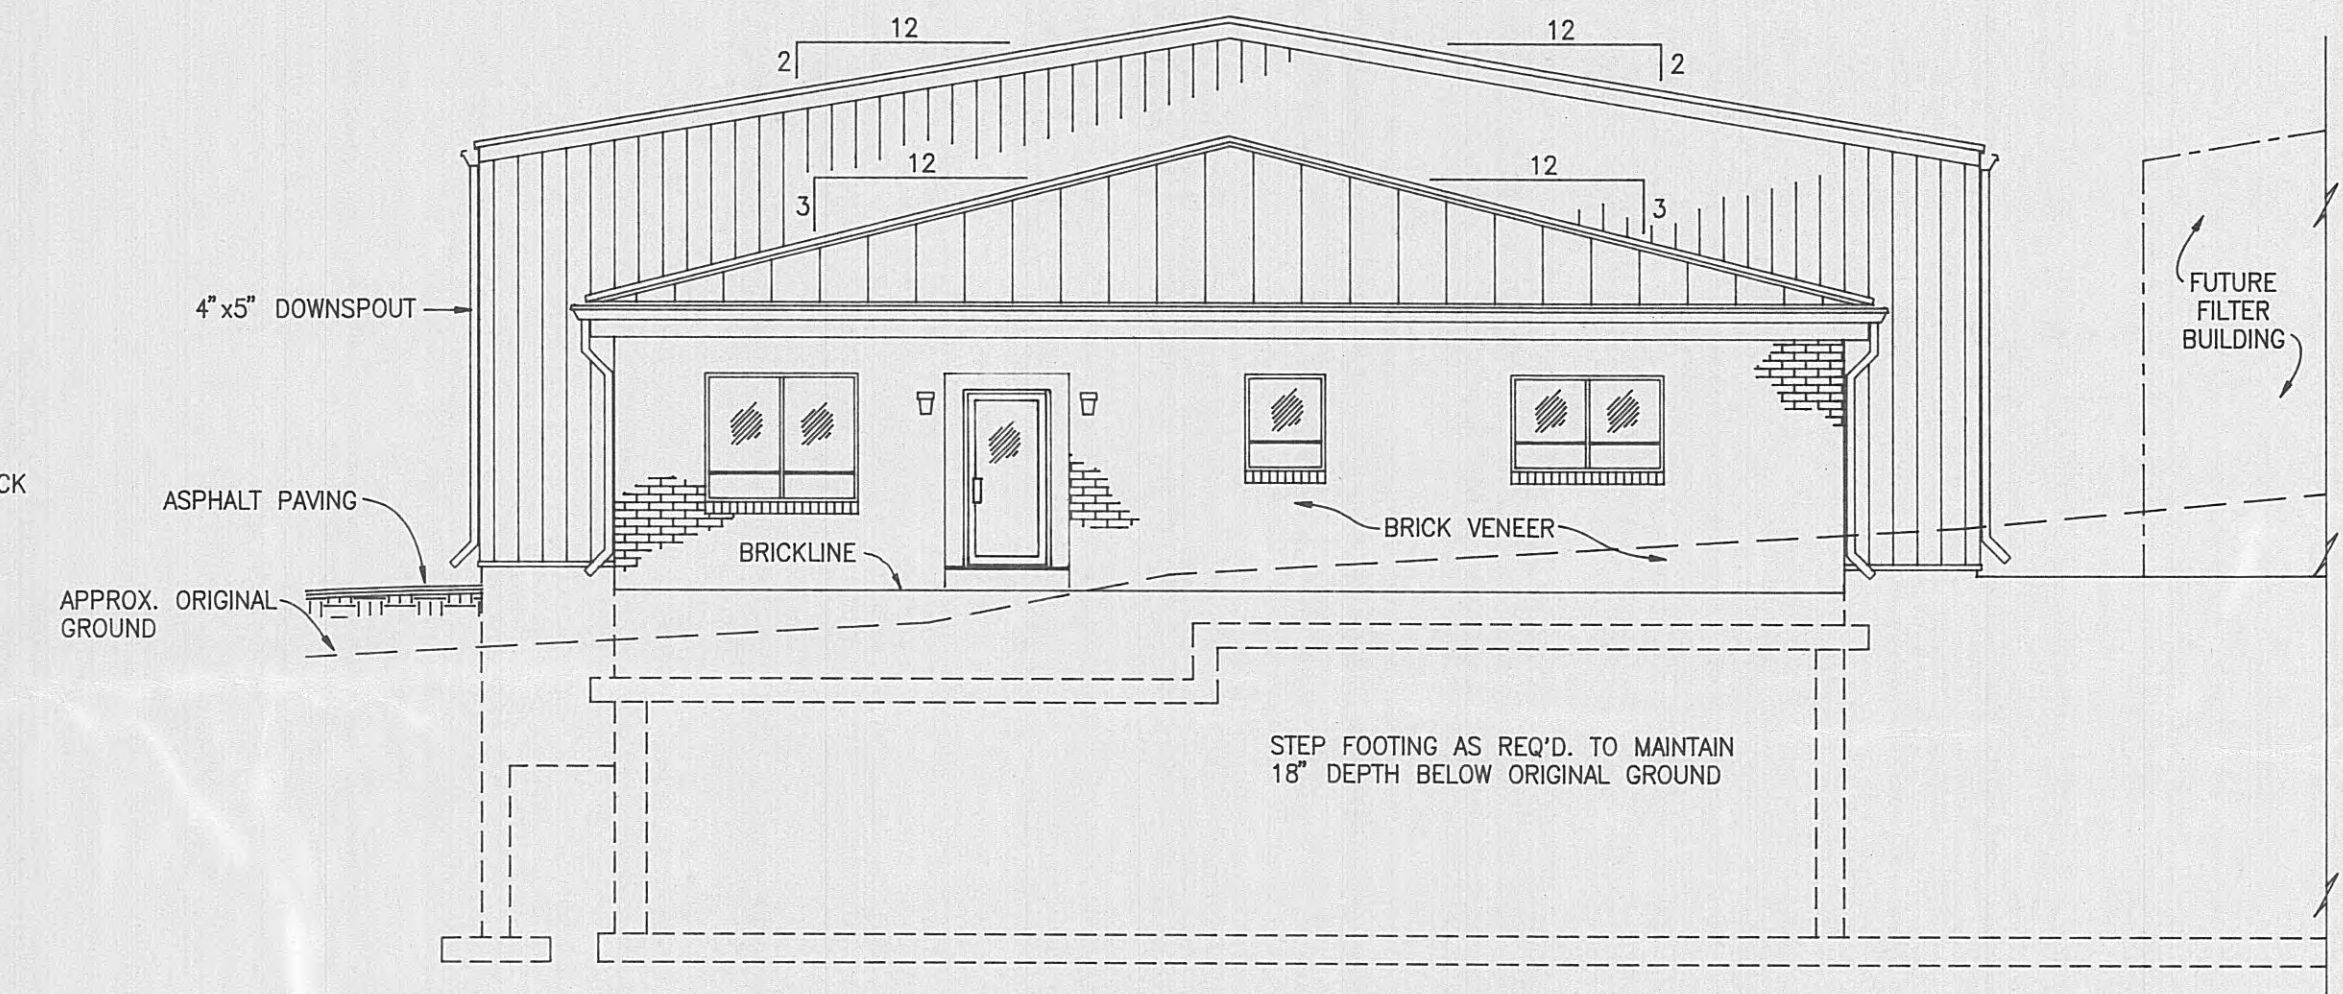 12
12
2
2
12
12
3
3
4"x5" DOWNSPOUT
FUTURE
FILTER
BUILDING
CK
ASPHALT PAVING
BRICK VENEER
BRICKLINE
APPROX. ORIGINAL
GROUND
STEP FOOTING AS REQ'D. TO MAINTAIN
18" DEPTH BELOW ORIGINAL GROUND